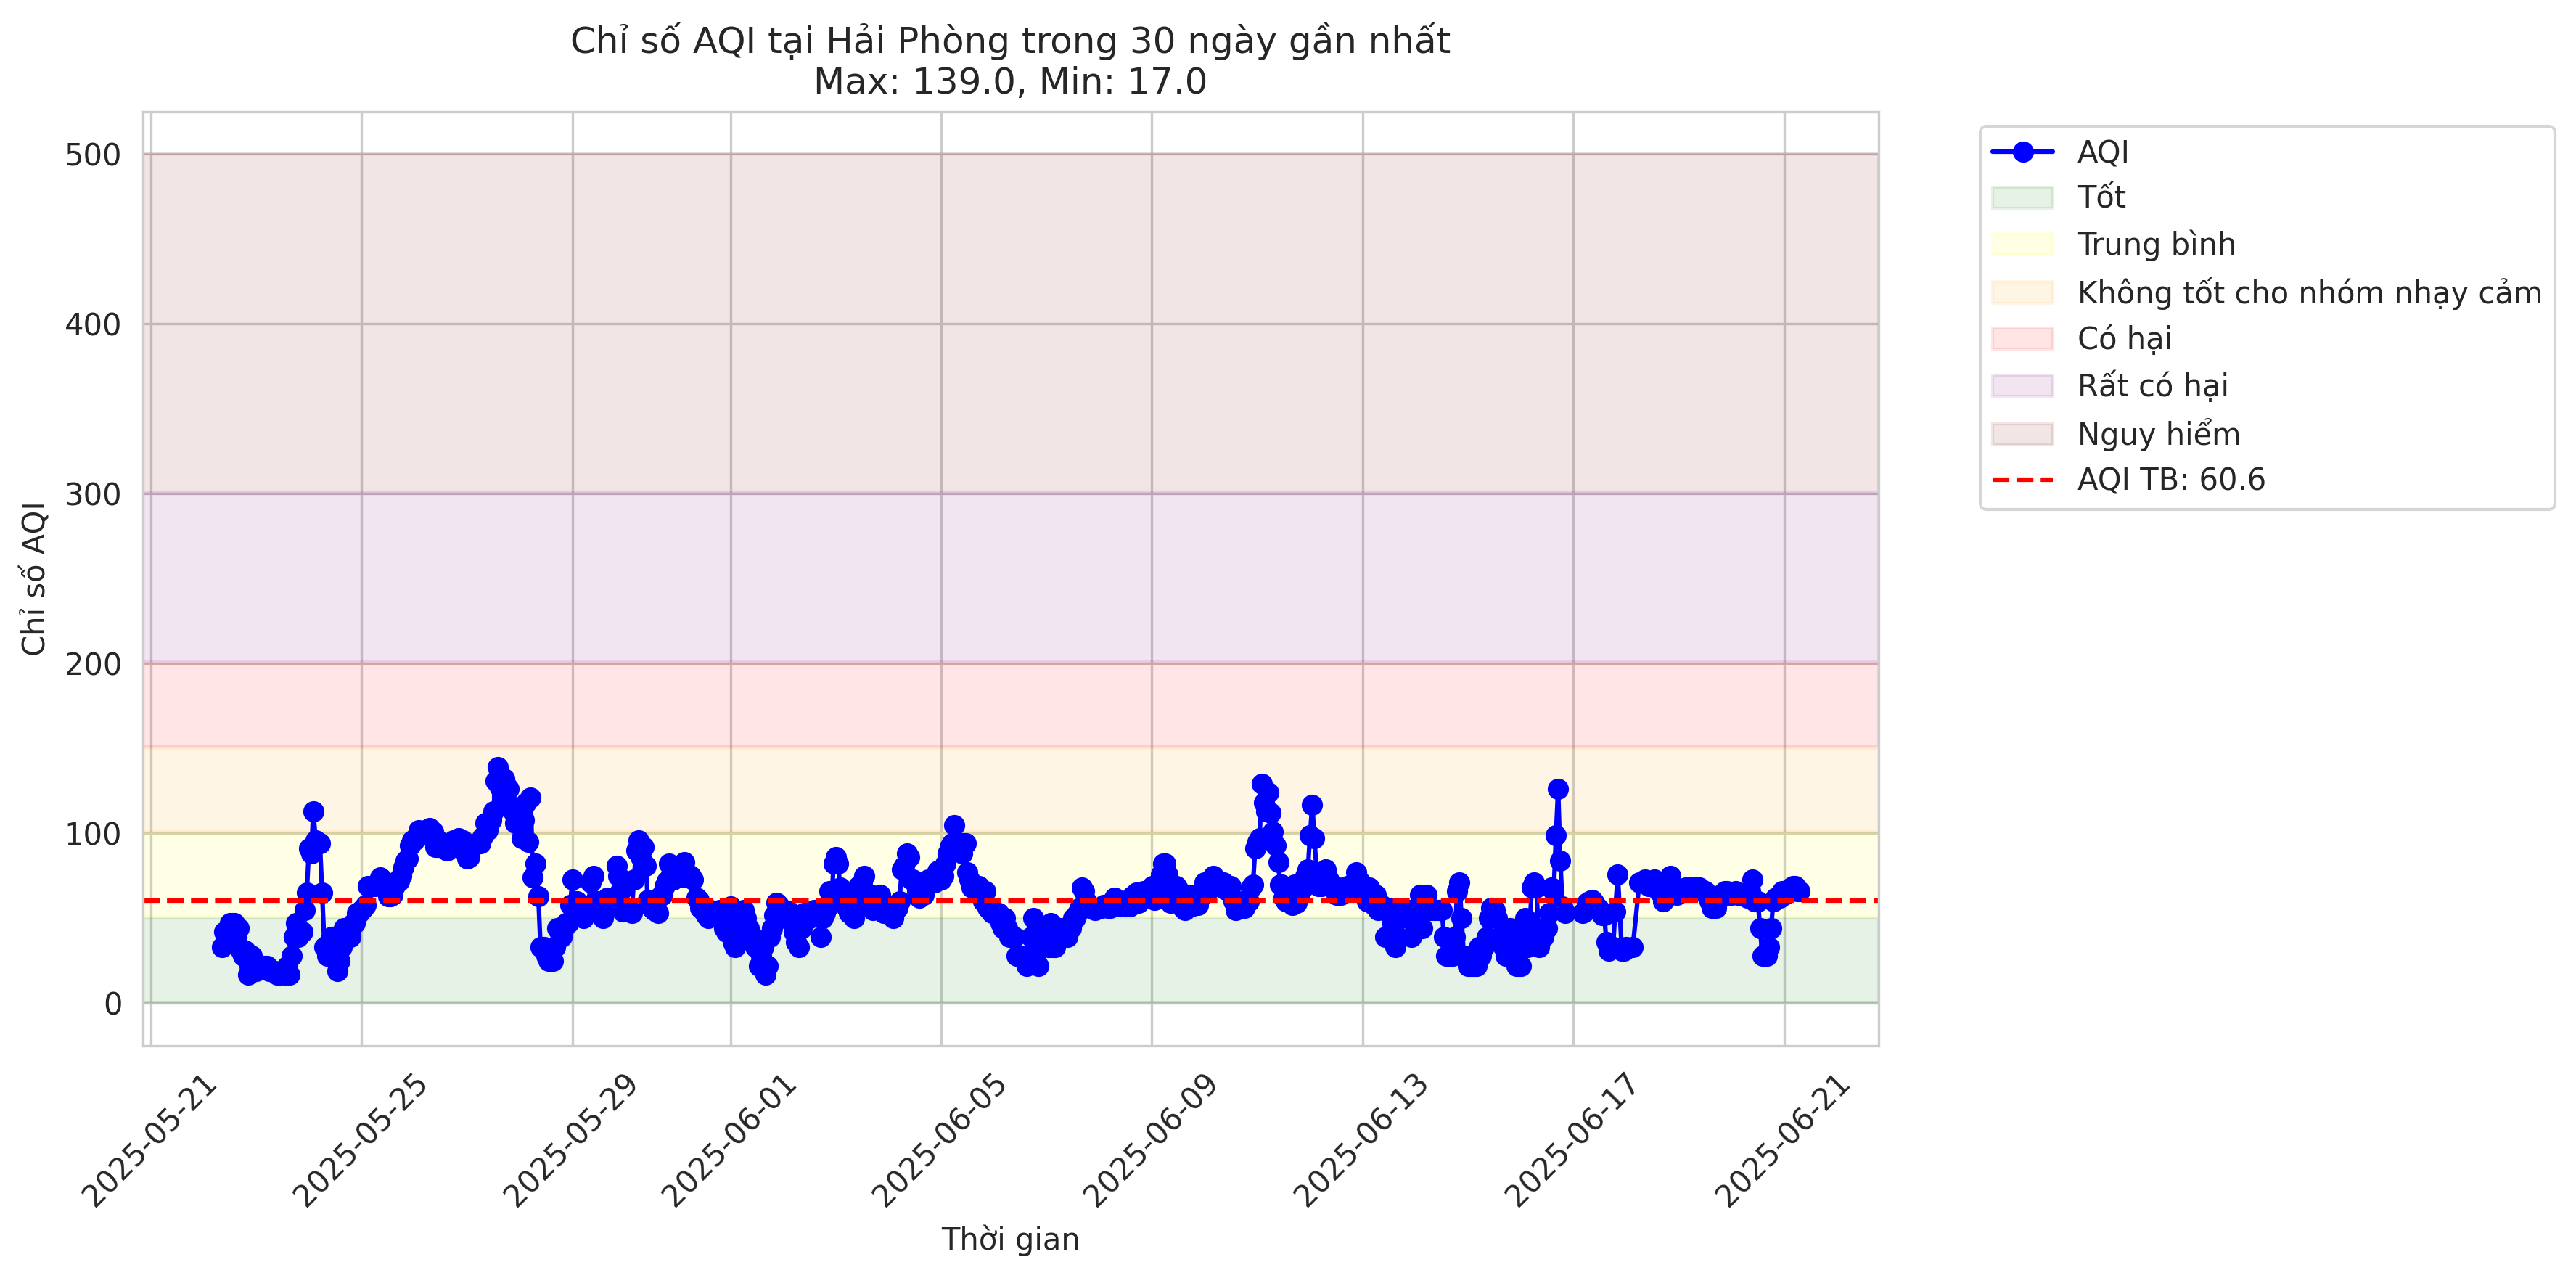 Chỉ số AQI tại Hải Phòng trong 30 ngày gần nhất
Max: 139.0, Min: 17.0
Chỉ số AQI
500
400
300
200
100
0
2025-05-21
2025-05-25
2025-05-29
2025-06-01
2025-06-05
2025-06-09
2025-06-13
2025-06-17
2025-06-21
Thời gian
AQI
Tốt
Trung bình
Không tốt cho nhóm nhạy cảm
Có hại
Rất có hại
Nguy hiểm
AQI TB: 60.6